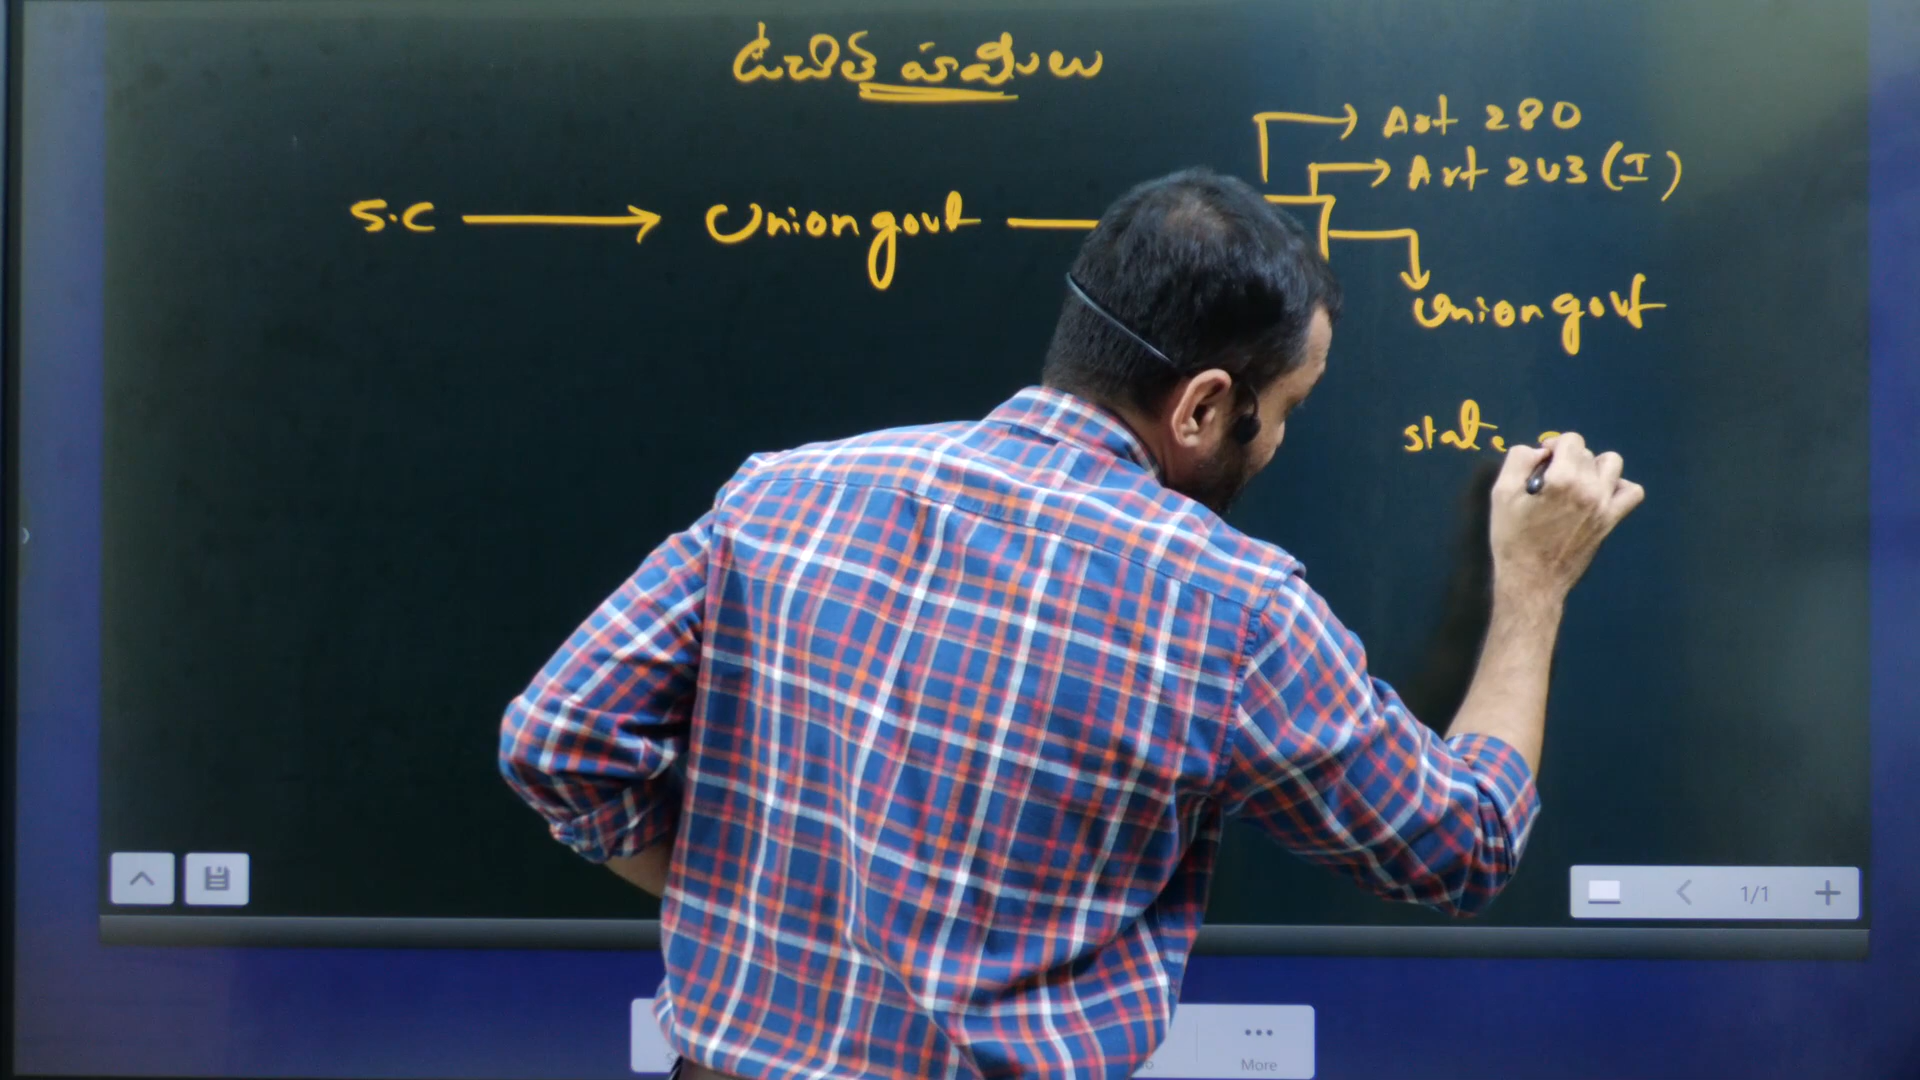 ఉచిత హామీలు
Art 280
Art 243 (I)
S.C Union govt
Union govt
state
1/1
More